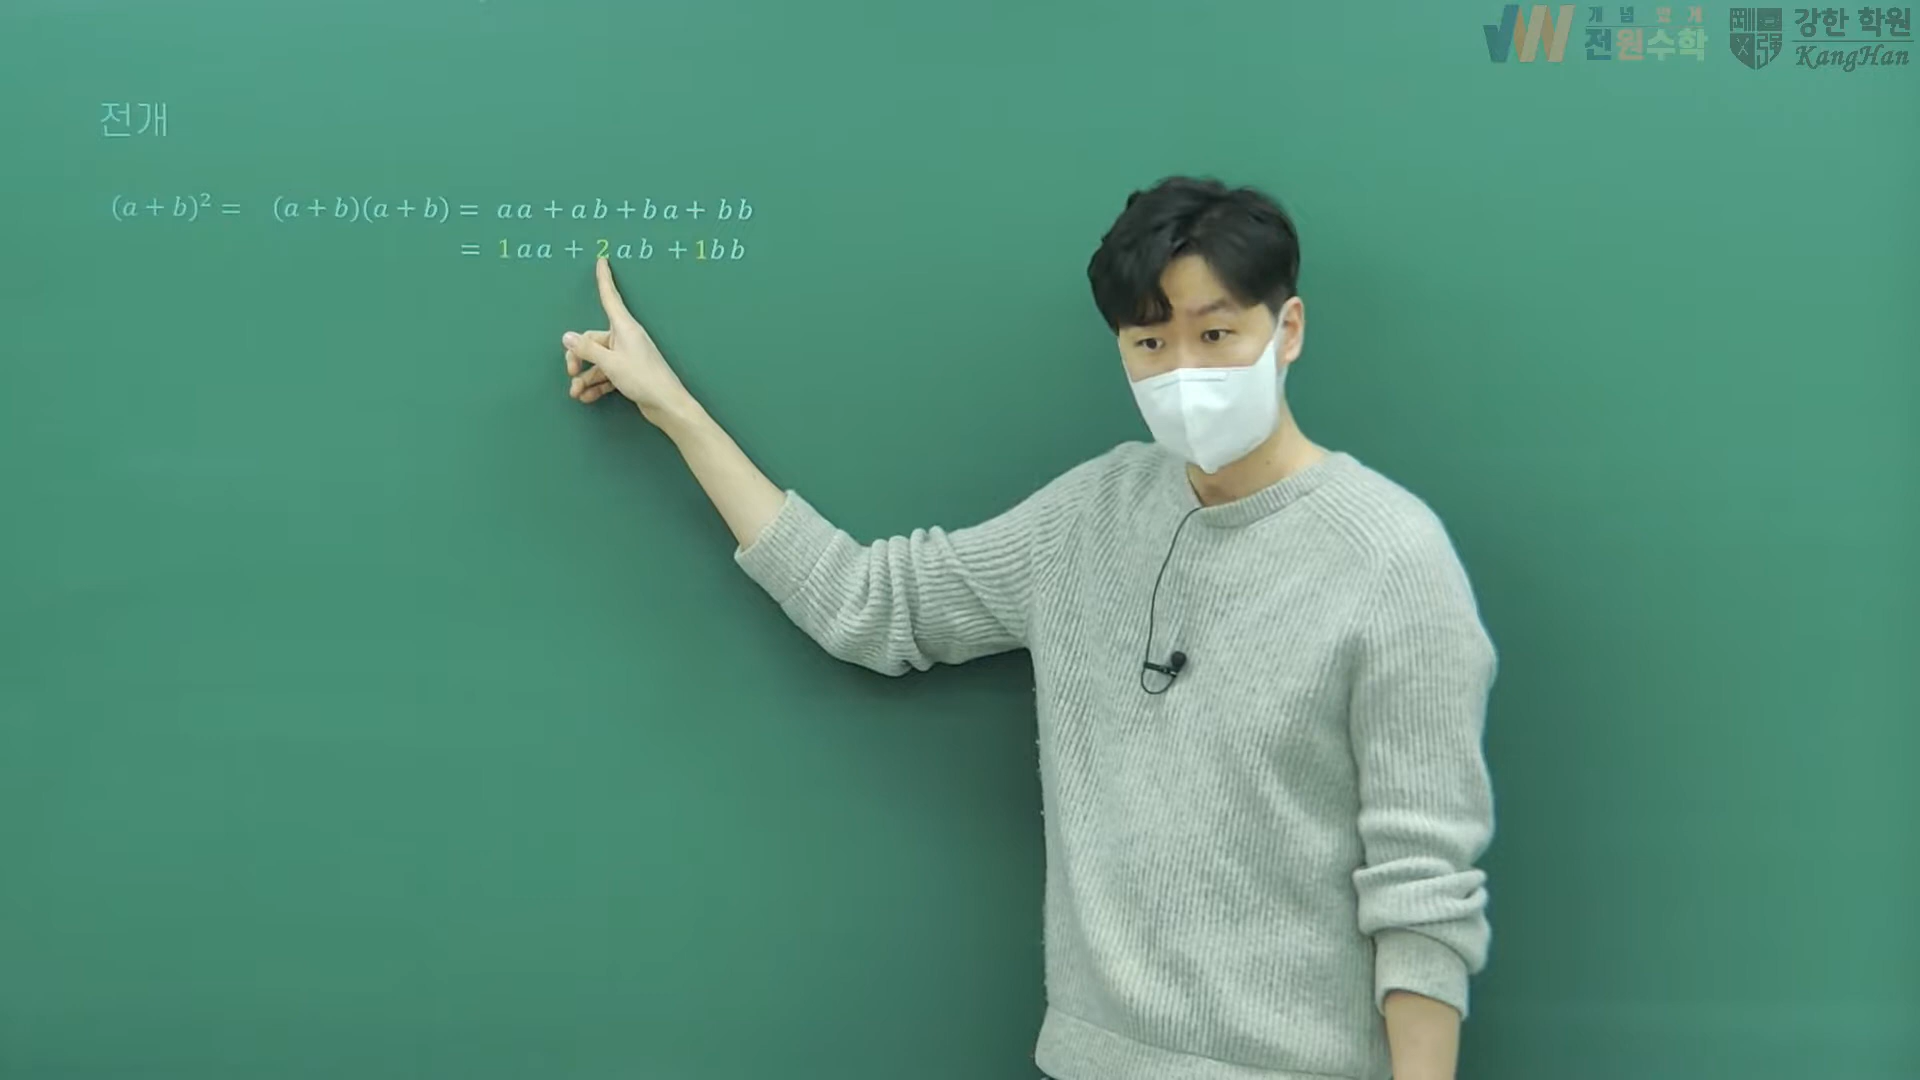 개념있게
전원수학
강한 학원
KangHan
전개
(a+b)² = (a+b)(a+b) = aa + ab + ba + bb
= 1aa + 2ab + 1bb